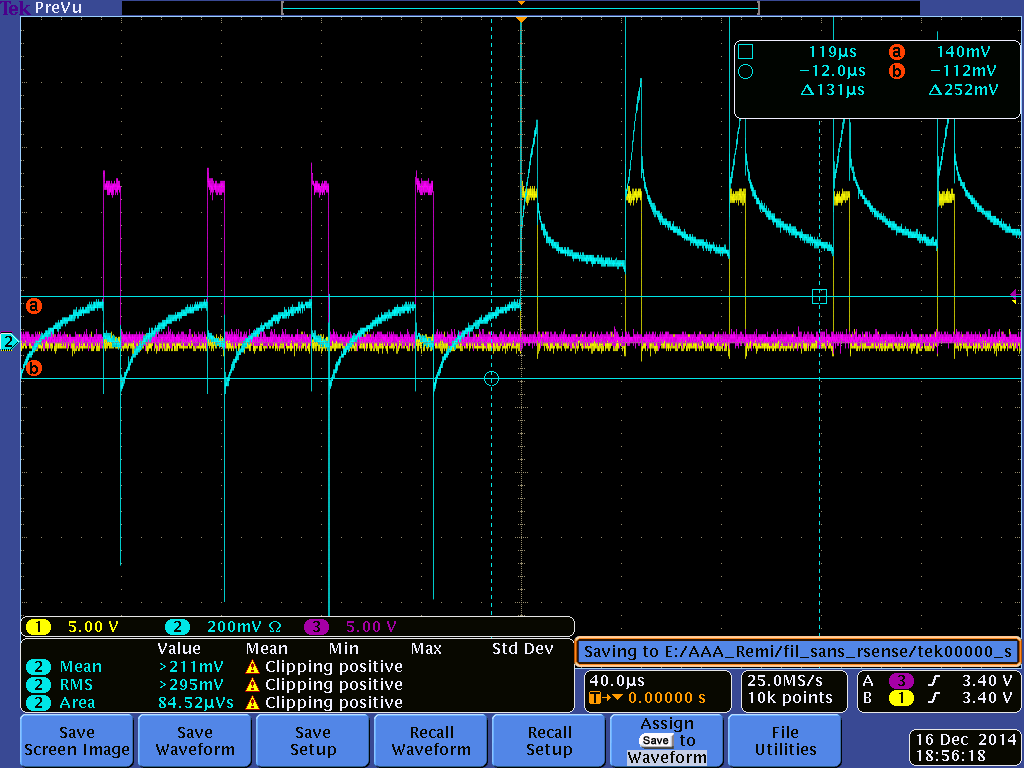 Tek PreVu
119µs a 140mV
−12.0µs b −112mV
Δ131µs Δ252mV
a
2
b
1 5.00 V 2 200mV Ω 3 5.00 V
Value Mean Min Max Std Dev
2 Mean >211mV Clipping positive
2 RMS >295mV Clipping positive
2 Area 84.52µVs Clipping positive
Saving to E:/AAA_Remi/fil_sans_rsense/tek00000_s
40.0µs
T→▼0.00000 s
25.0MS/s
10k points
A 3 3.40 V
B 1 3.40 V
Save
Screen Image
Save
Waveform
Save
Setup
Recall
Waveform
Recall
Setup
Assign
Save to
Waveform
File
Utilities
16 Dec 2014
18:56:18